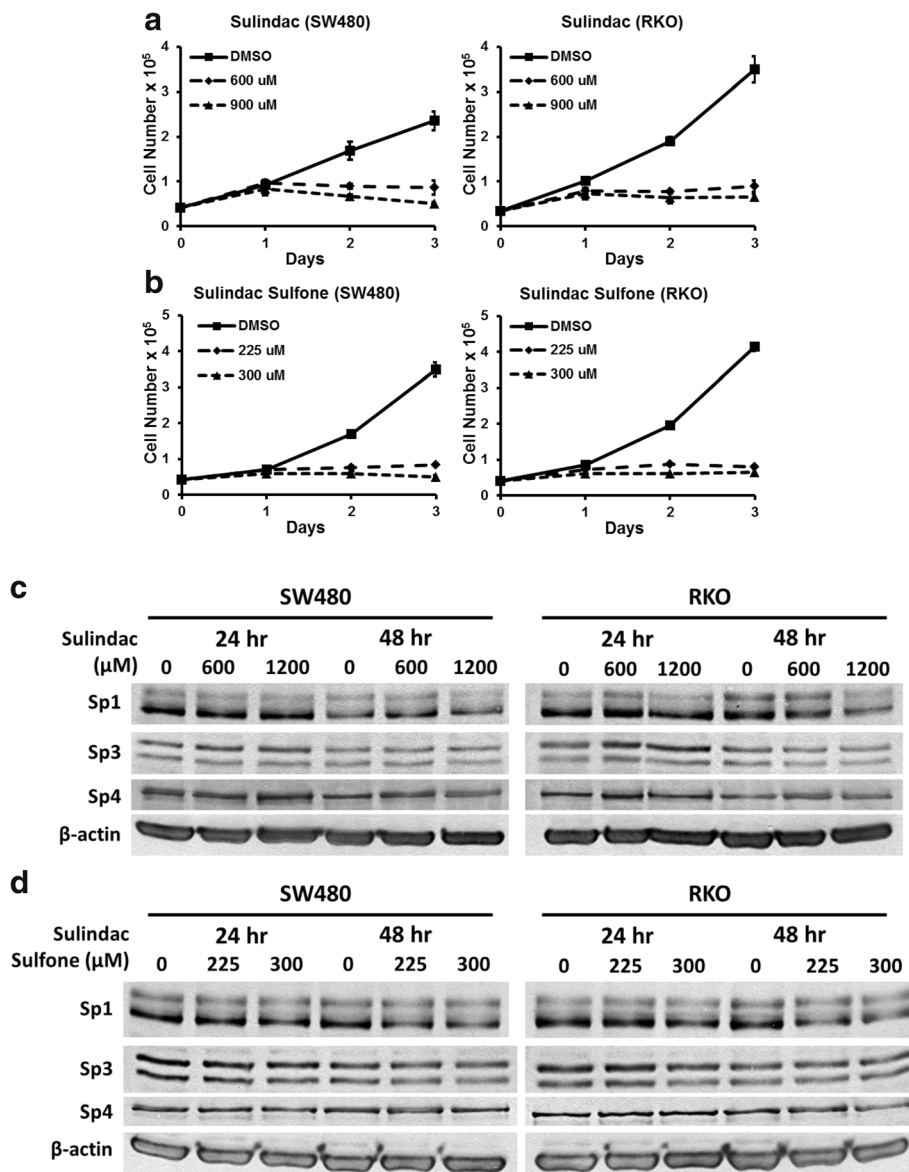 a
Sulindac (SW480)
Cell Number x 10⁵
4
3
2
1
0
DMSO
600 uM
900 uM
0 1 2 3
Days
Sulindac (RKO)
Cell Number x 10⁵
4
3
2
1
0
DMSO
600 uM
900 uM
0 1 2 3
Days
b
Sulindac Sulfone (SW480)
Cell Number x 10⁵
5
4
3
2
1
0
DMSO
225 uM
300 uM
0 1 2 3
Days
Sulindac Sulfone (RKO)
Cell Number x 10⁵
5
4
3
2
1
0
DMSO
225 uM
300 uM
0 1 2 3
Days
c
SW480 RKO
Sulindac 24 hr 48 hr 24 hr 48 hr
(μM) 0 600 1200 0 600 1200 0 600 1200 0 600 1200
Sp1
Sp3
Sp4
β-actin
d
SW480 RKO
Sulindac 24 hr 48 hr 24 hr 48 hr
Sulfone (μM) 0 225 300 0 225 300 0 225 300 0 225 300
Sp1
Sp3
Sp4
β-actin